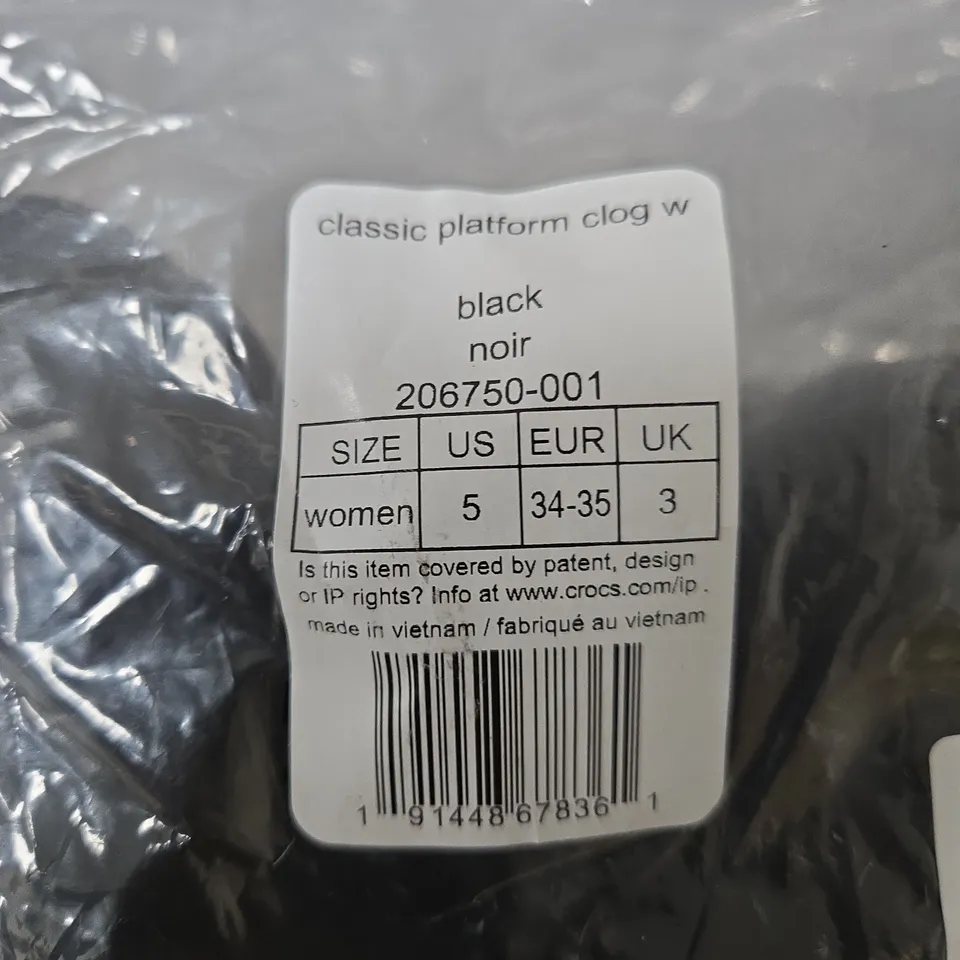 classic platform clog w
black
noir
206750-001
SIZE US EUR UK
women 5 34-35 3
Is this item covered by patent, design
or IP rights? Info at www.crocs.com/ip .
made in vietnam / fabriqué au vietnam
1 91448 67836 1